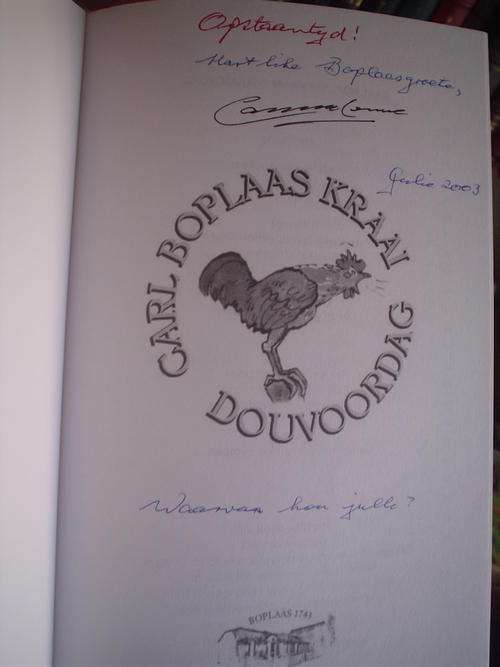 Opstaantyd!
Hartlike Boplaasgroete,
Julie 2003
CARL BOPLAAS KRAAI
DOUVOORDAG
Waarvan hou julle?
BOPLAAS 1743